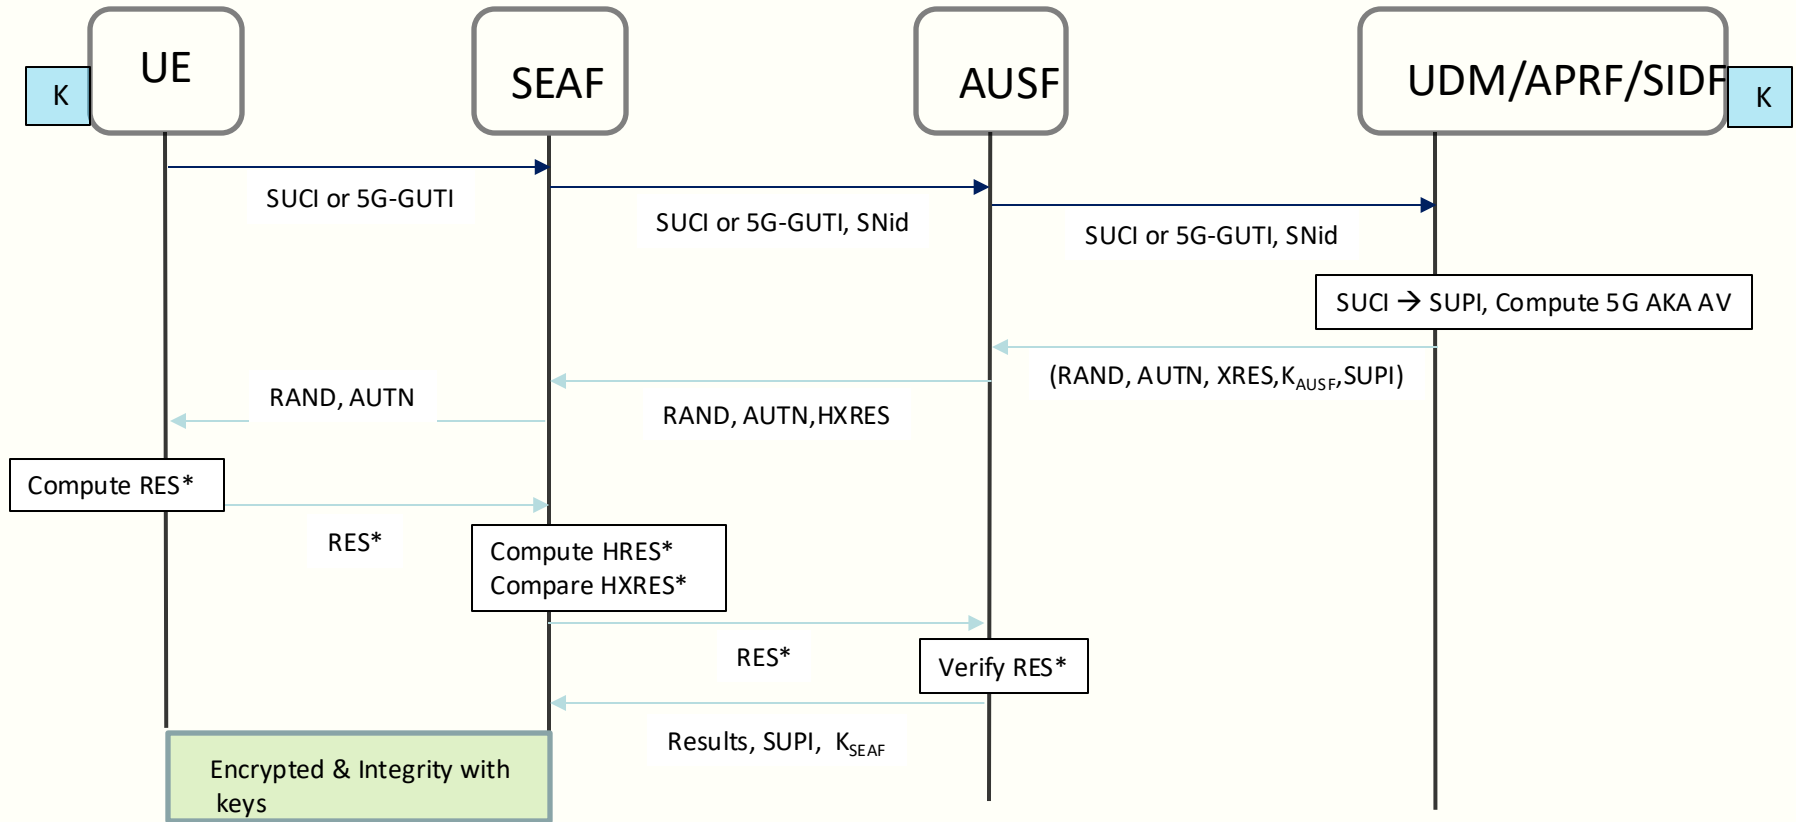 UE
SEAF
AUSF
UDM/APRF/SIDF
K
K
SUCI or 5G-GUTI
SUCI or 5G-GUTI, SNid
SUCI or 5G-GUTI, SNid
SUCI → SUPI, Compute 5G AKA AV
(RAND, AUTN, XRES,K_AUSF,SUPI)
RAND, AUTN,HXRES
RAND, AUTN
Compute RES*
RES*
Compute HRES*
Compare HXRES*
RES*
Verify RES*
Results, SUPI, K_SEAF
Encrypted & Integrity with
keys